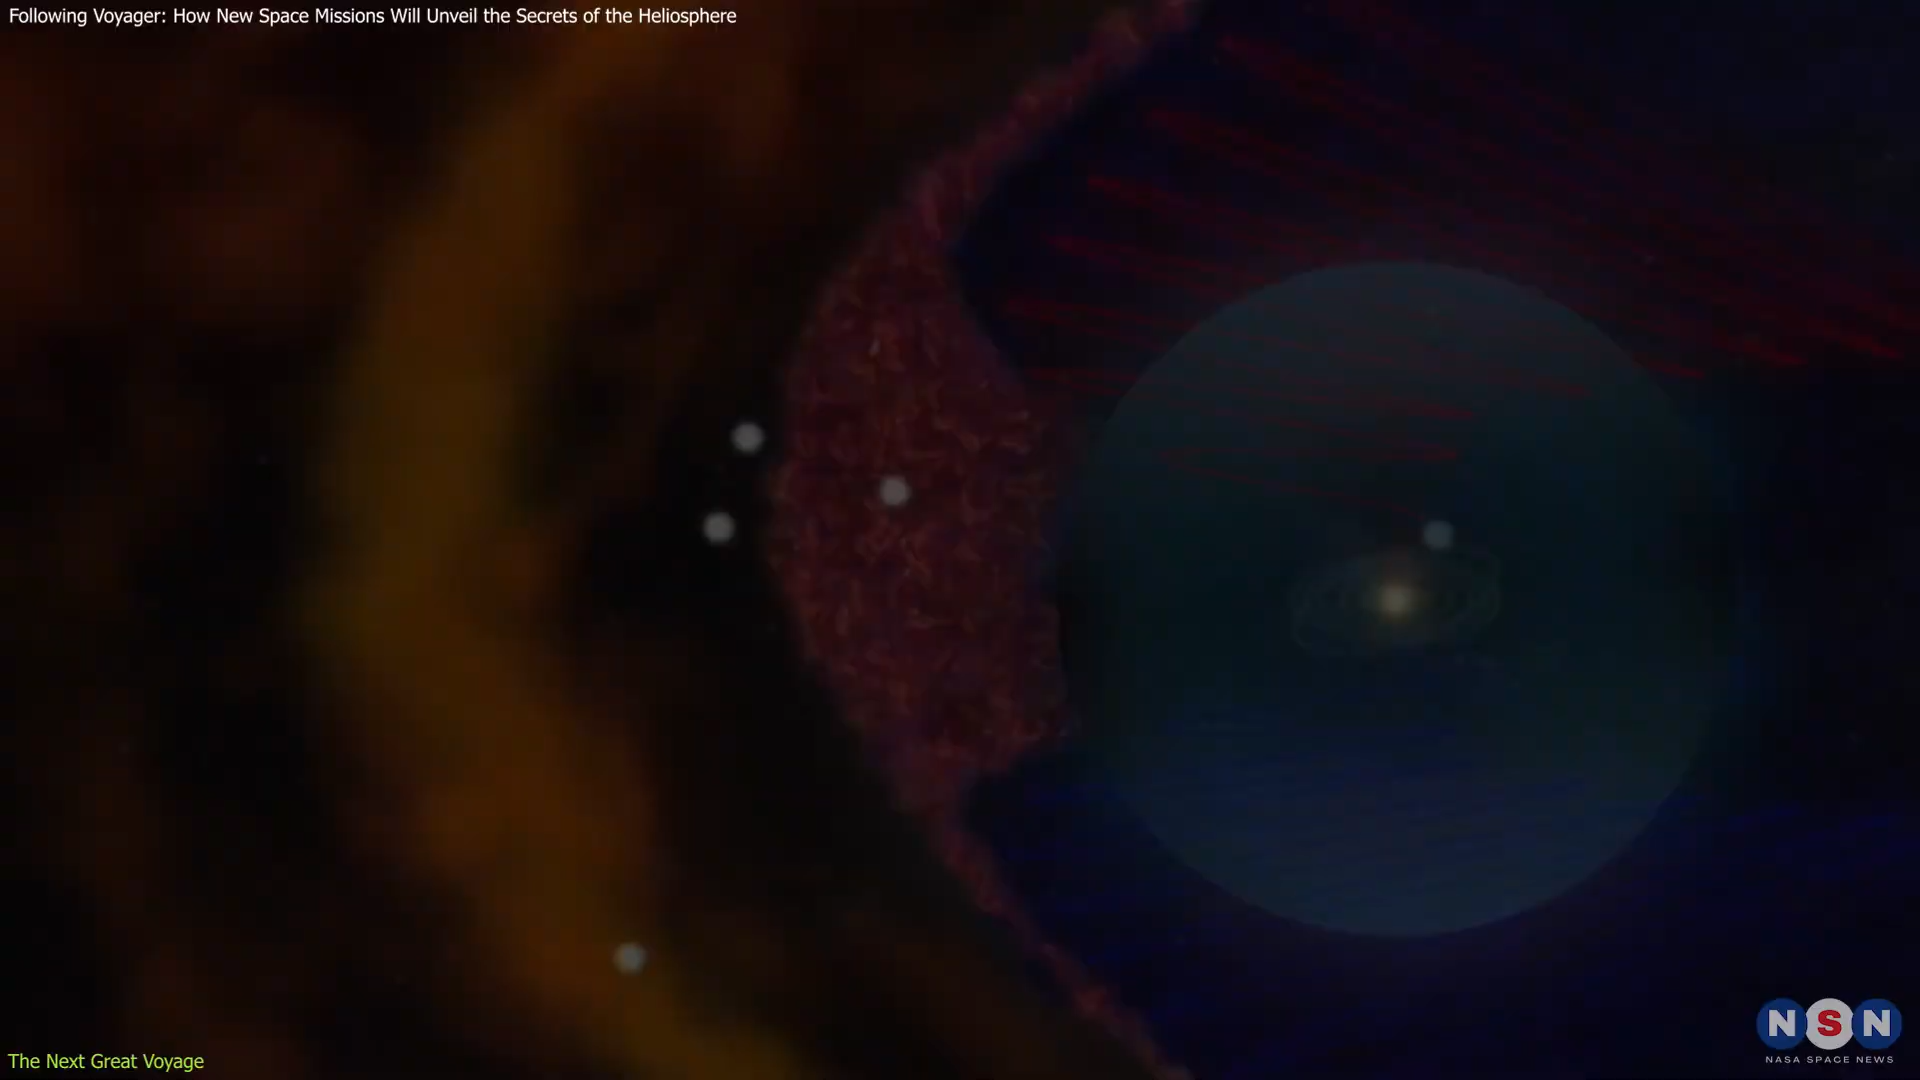 Following Voyager: How New Space Missions Will Unveil the Secrets of the Heliosphere
The Next Great Voyage
NSN
NASA SPACE NEWS